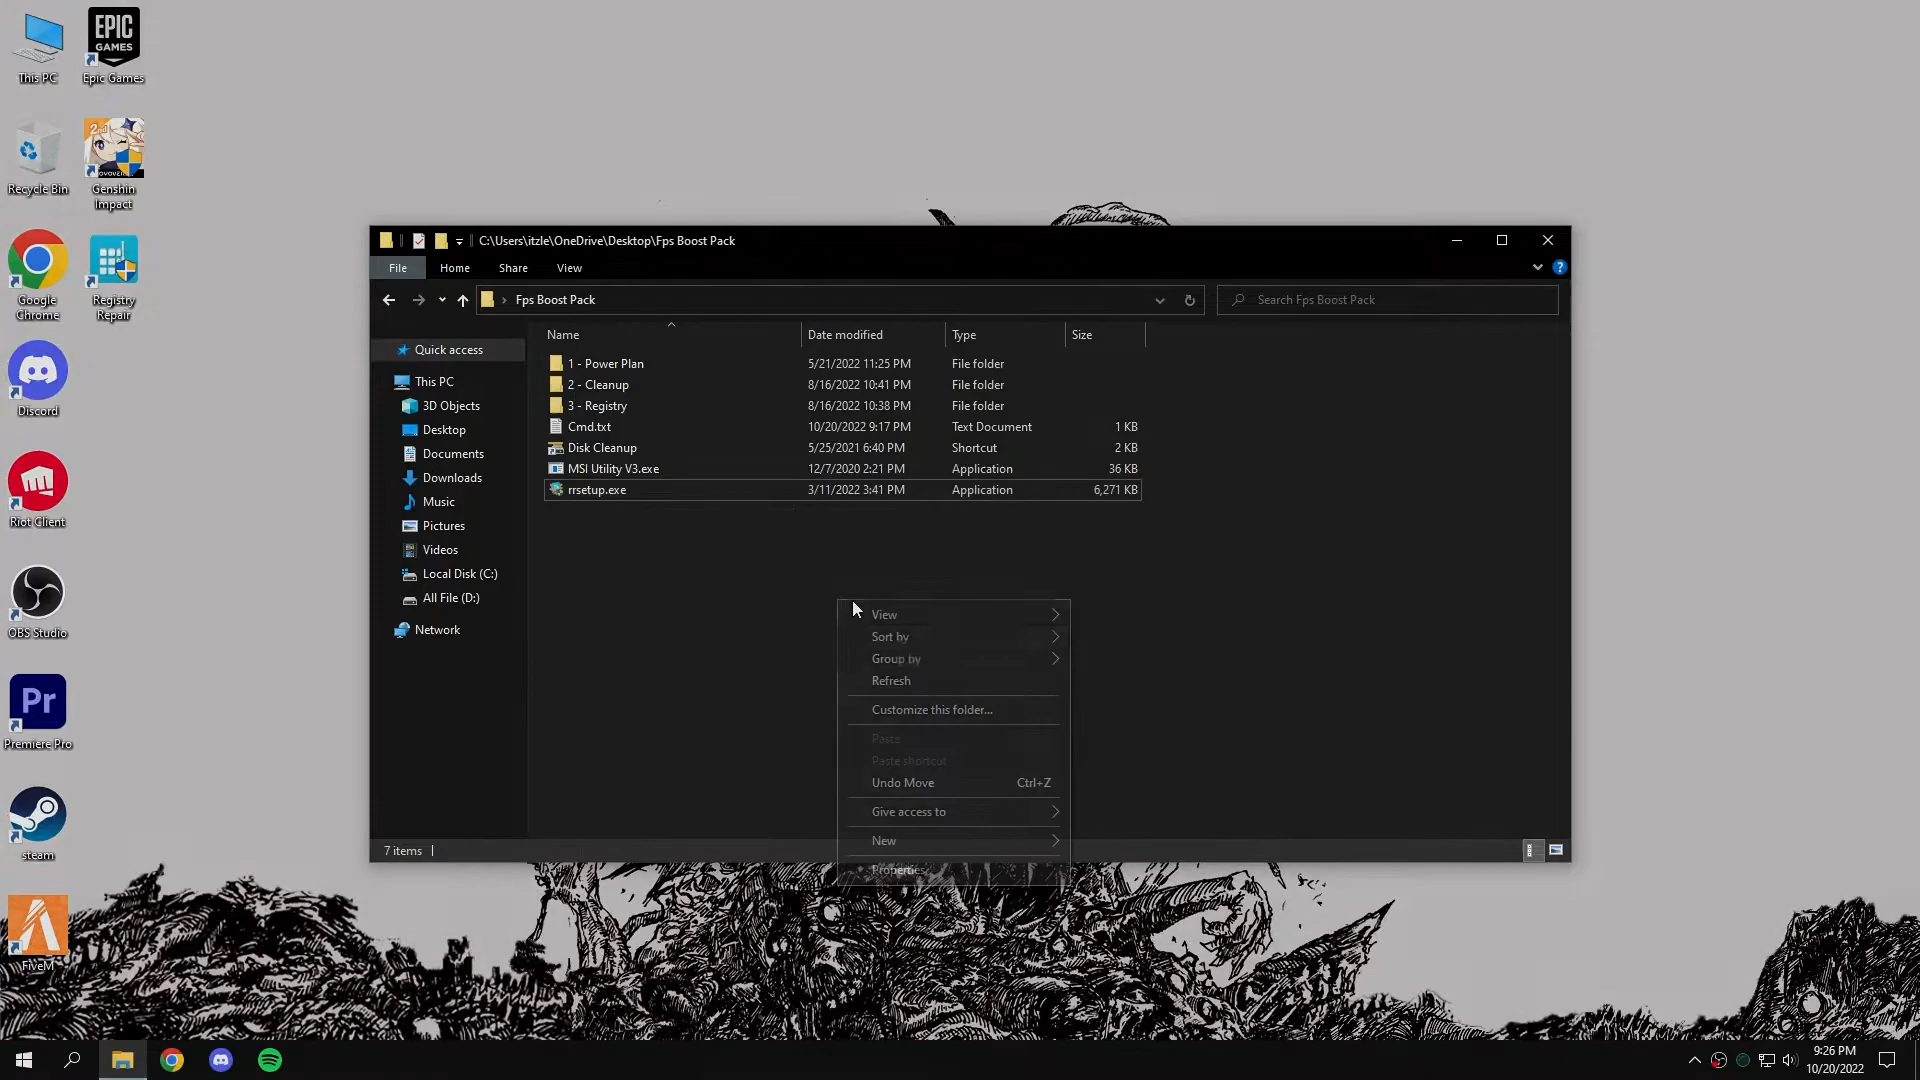 This PC
EPIC
GAMES
Epic Games
Recycle Bin
2nd
Genshin
Impact
Google
Chrome
Registry
Repair
Discord
Riot Client
OBS Studio
Pr
Premiere Pro
steam
FiveM
C:\Users\itzle\OneDrive\Desktop\Fps Boost Pack
File Home Share View
Fps Boost Pack
Search Fps Boost Pack
Name Date modified Type Size
Quick access
This PC
3D Objects
Desktop
Documents
Downloads
Music
Pictures
Videos
Local Disk (C:)
All File (D:)
Network
1 - Power Plan 5/21/2022 11:25 PM File folder
2 - Cleanup 8/16/2022 10:41 PM File folder
3 - Registry 8/16/2022 10:38 PM File folder
Cmd.txt 10/20/2022 9:17 PM Text Document 1 KB
Disk Cleanup 5/25/2021 6:40 PM Shortcut 2 KB
MSI Utility V3.exe 12/7/2020 2:21 PM Application 36 KB
rrsetup.exe 3/11/2022 3:41 PM Application 6,271 KB
View
Sort by
Group by
Refresh
Customize this folder...
Paste
Paste shortcut
Undo Move Ctrl+Z
Give access to
New
Properties
7 items
9:26 PM
10/20/2022